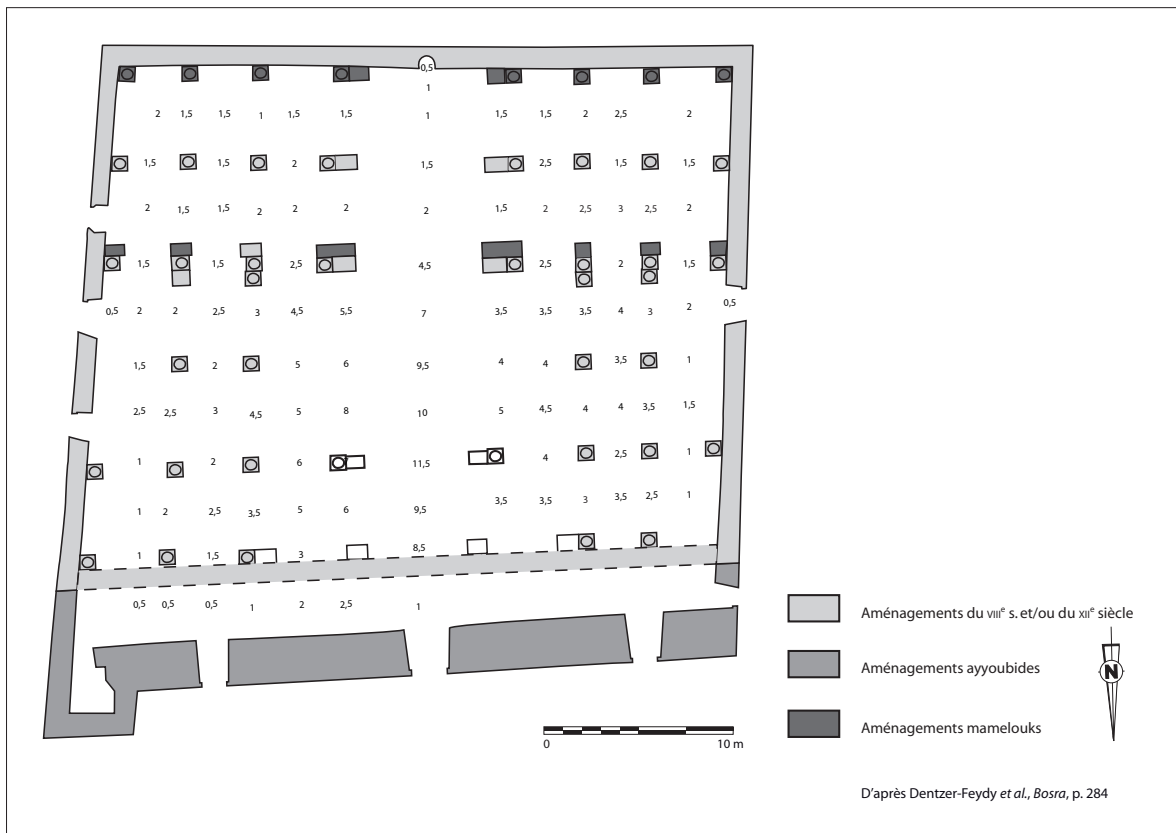 0,5
1
2 1,5 1,5 1 1,5 1,5 1 1,5 1,5 2 2,5 2
1,5 1,5 2 1,5 2,5 1,5 1,5
2 1,5 1,5 2 2 2 2 1,5 2 2,5 3 2,5 2
1,5 1,5 2,5 4,5 2,5 2 1,5
0,5 2 2 2,5 3 4,5 5,5 7 3,5 3,5 3,5 4 3 2 0,5
1,5 2 5 6 9,5 4 4 3,5 1
2,5 2,5 3 4,5 5 8 10 5 4,5 4 4 3,5 1,5
1 2 6 11,5 4 2,5 1
1 2 2,5 3,5 5 6 9,5 3,5 3,5 3 3,5 2,5 1
1 1,5 3 8,5
0,5 0,5 0,5 1 2 2,5 1
Aménagements du VIIIe s. et/ou du XIIe siècle
Aménagements ayyoubides
Aménagements mamelouks
N
0 10 m
D'après Dentzer-Feydy et al., Bosra, p. 284